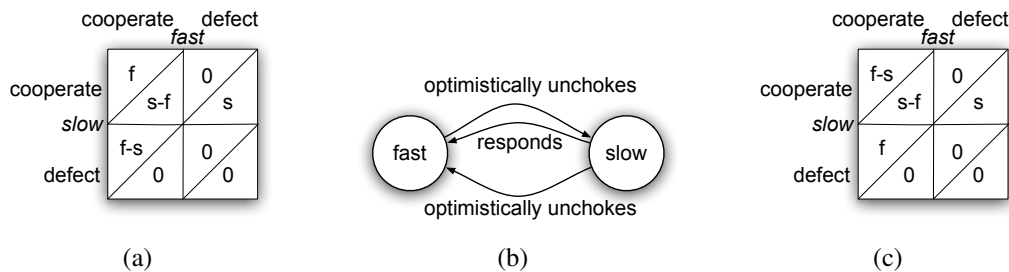 cooperate defect
fast
cooperate
slow
defect
f
s-f
0
s
f-s
0
0
0
(a)
optimistically unchokes
fast
responds
slow
optimistically unchokes
(b)
cooperate defect
fast
cooperate
slow
defect
f-s
s-f
0
s
f
0
0
0
(c)